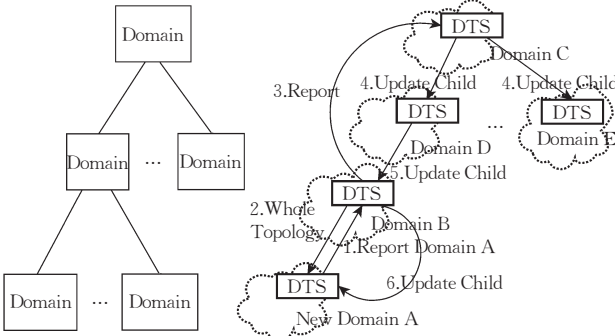 Domain
Domain
...
Domain
Domain
...
Domain
DTS
Domain C
3.Report
4.Update Child
4.Update Child
DTS
...
DTS
Domain D
Domain E
5.Update Child
DTS
2.Whole
Topology
Domain B
1.Report Domain A
6.Update Child
DTS
New Domain A